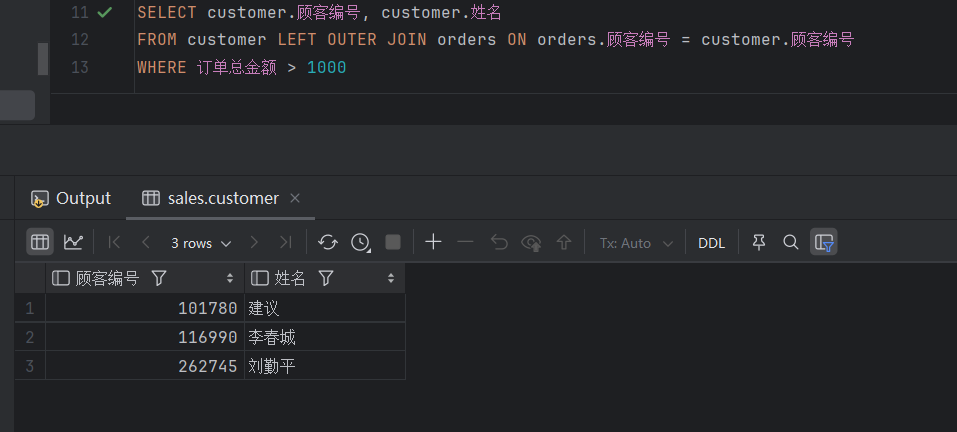 11 SELECT customer.顾客编号, customer.姓名
12 FROM customer LEFT OUTER JOIN orders ON orders.顾客编号 = customer.顾客编号
13 WHERE 订单总金额 > 1000
Output sales.customer
3 rows Tx: Auto DDL
顾客编号 姓名
1 101780 建议
2 116990 李春城
3 262745 刘勤平